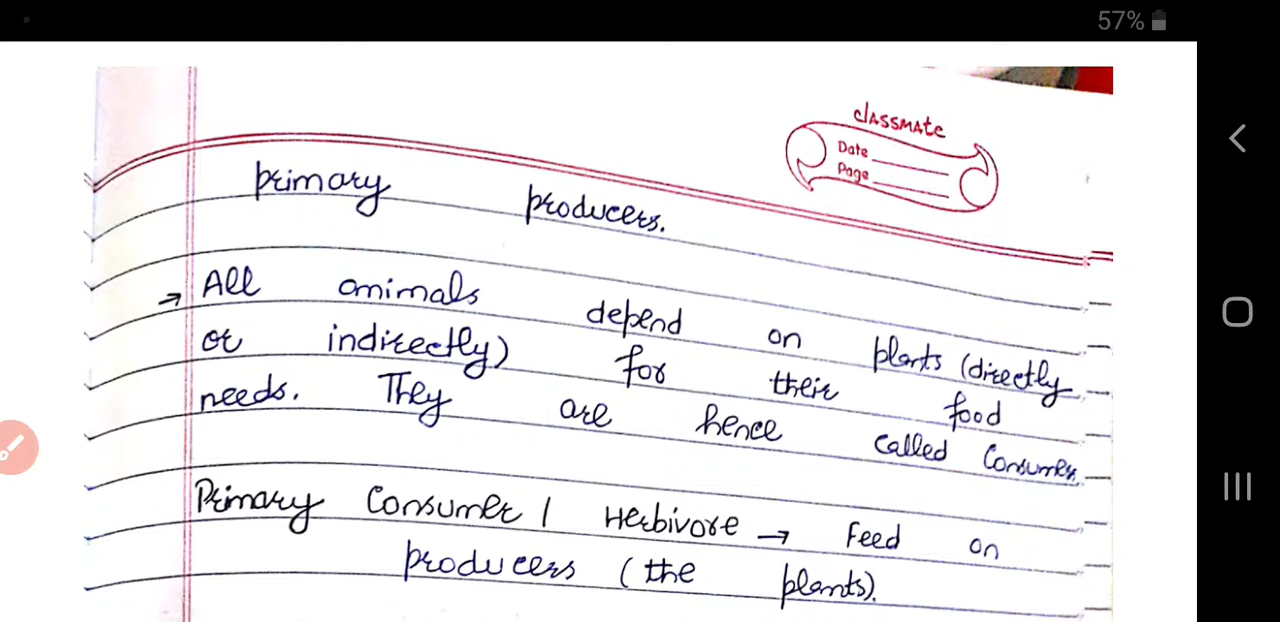 57%
classmate
Date
Page
primary producers.
→ All animals depend on plants (directly
or indirectly) for their food
needs. They are hence called Consumer.
Primary Consumer | Herbivore → Feed on
producers (the plants).